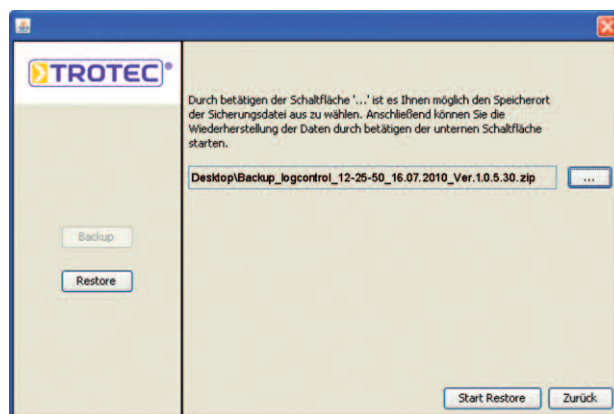 TROTEC®
Durch betätigen der Schaltfläche '...' ist es Ihnen möglich den Speicherort
der Sicherungsdatei aus zu wählen. Anschließend können Sie die
Wiederherstellung der Daten durch betätigen der unternen Schaltfläche
starten.
Desktop\Backup_logcontrol_12-25-50_16.07.2010_Ver.1.0.5.30.zip
...
Backup
Restore
Start Restore
Zurück